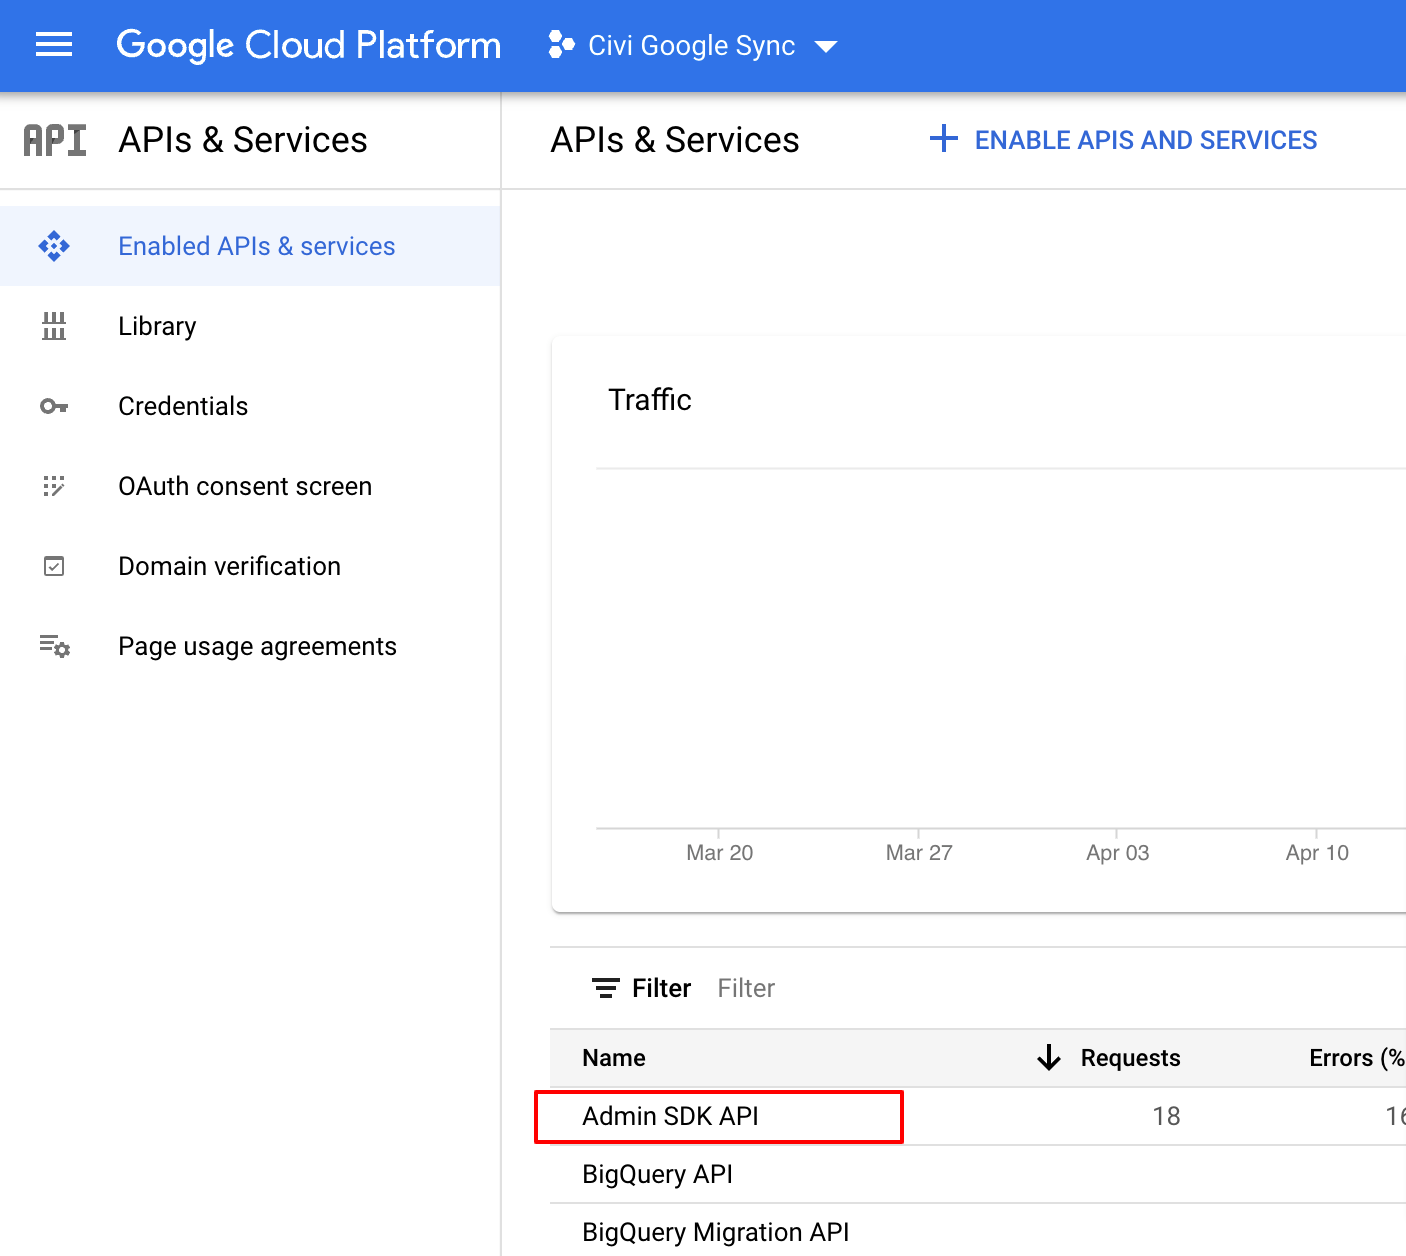 Google Cloud Platform Civi Google Sync
API APIs & Services
APIs & Services ENABLE APIS AND SERVICES
Enabled APIs & services
Library
Credentials
OAuth consent screen
Domain verification
Page usage agreements
Traffic
Mar 20 Mar 27 Apr 03 Apr 10
Filter Filter
Name Requests Errors (%
Admin SDK API 18
BigQuery API
BigQuery Migration API